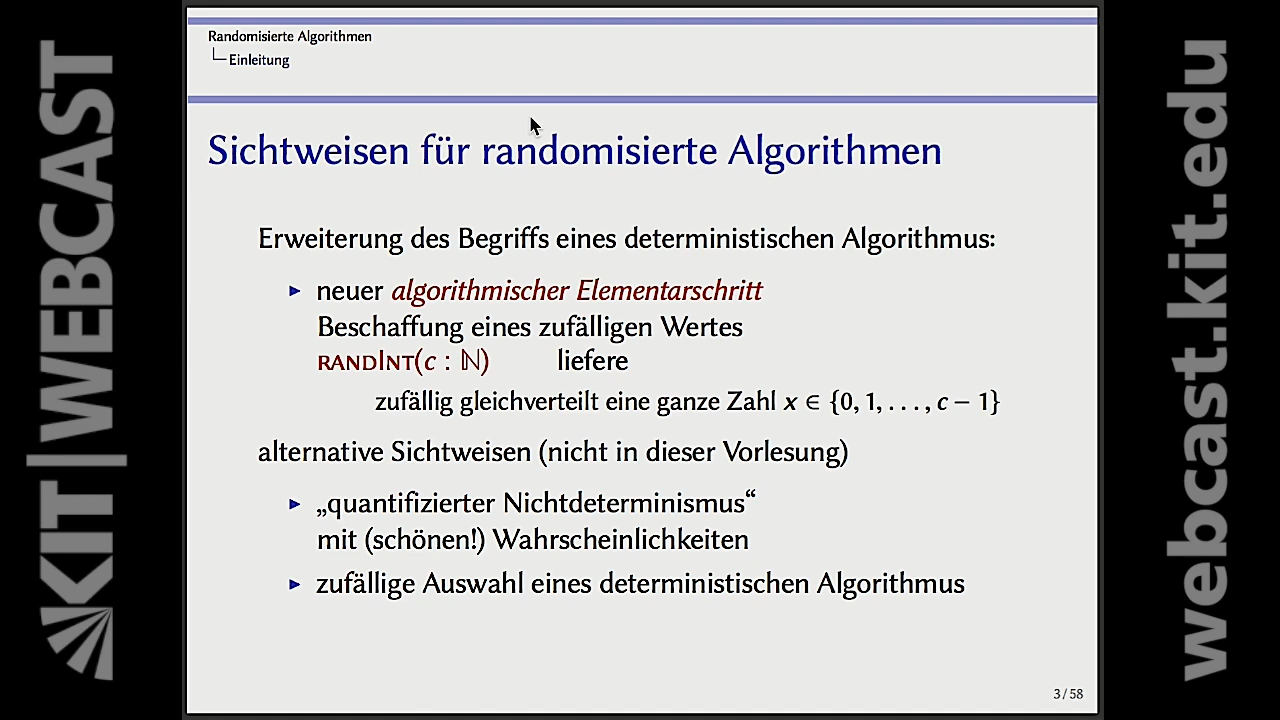 Randomisierte Algorithmen
Einleitung
Sichtweisen für randomisierte Algorithmen
Erweiterung des Begriffs eines deterministischen Algorithmus:
▶ neuer algorithmischer Elementarschritt
Beschaffung eines zufälligen Wertes
RANDINT(c : ℕ) liefere
zufällig gleichverteilt eine ganze Zahl x ∈ {0, 1, . . . , c − 1}
alternative Sichtweisen (nicht in dieser Vorlesung)
▶ „quantifizierter Nichtdeterminismus“
mit (schönen!) Wahrscheinlichkeiten
▶ zufällige Auswahl eines deterministischen Algorithmus
3 / 58
KIT|WEBCAST
webcast.kit.edu